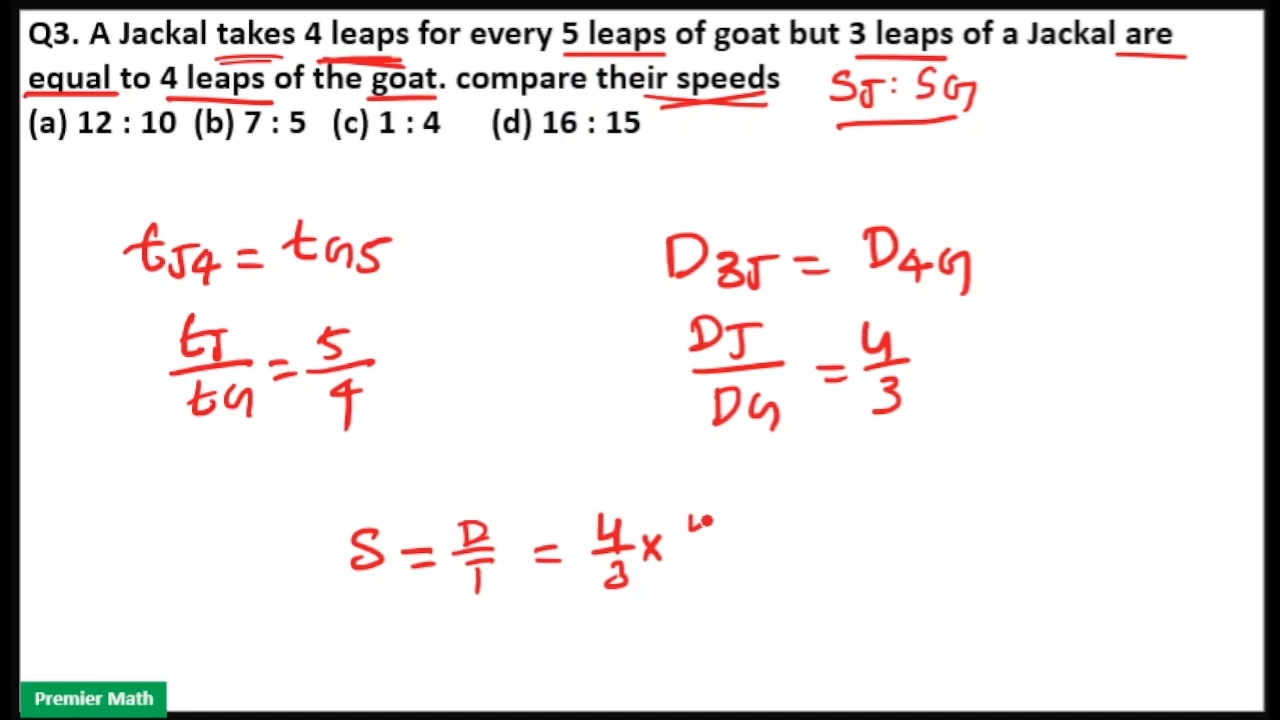 Q3. A Jackal takes 4 leaps for every 5 leaps of goat but 3 leaps of a Jackal are
equal to 4 leaps of the goat. compare their speeds
SJ : SG
(a) 12 : 10 (b) 7 : 5 (c) 1 : 4 (d) 16 : 15
tJ4 = tG5
D3J = D4G
tJ/tG = 5/4
DJ/DG = 4/3
S = D/T = 4/3 x 4
Premier Math